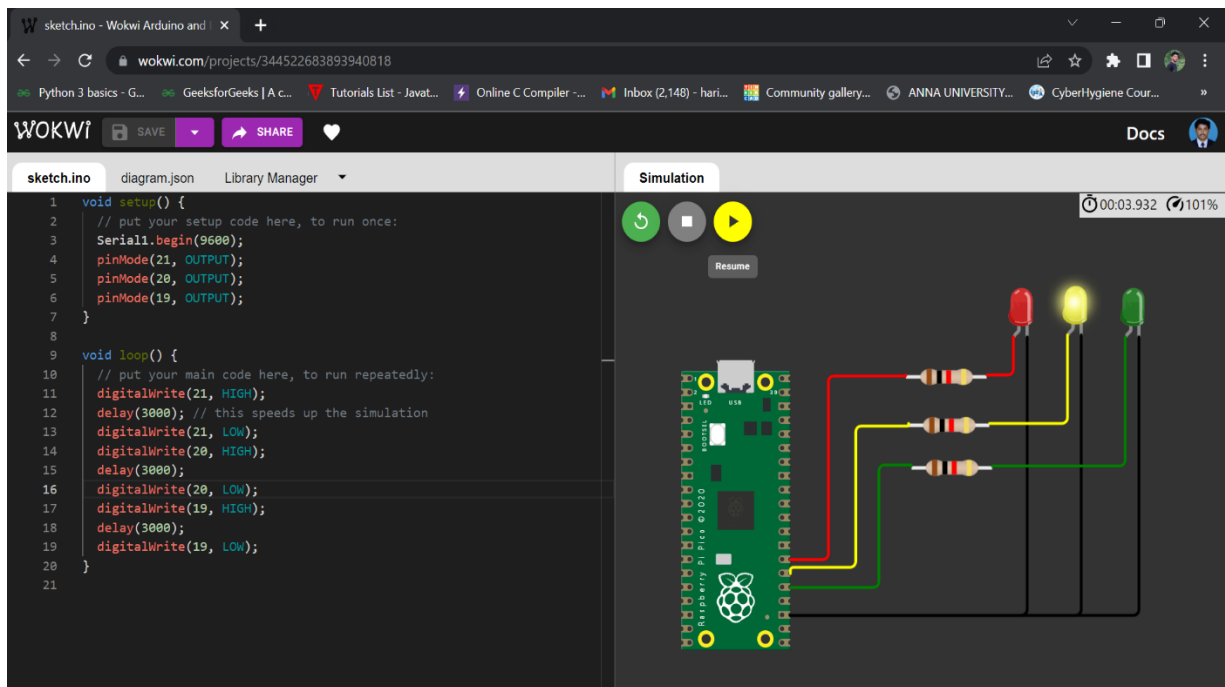 sketch.ino - Wokwi Arduino and
wokwi.com/projects/344522683893940818
Python 3 basics - G... GeeksforGeeks | A c... Tutorials List - Javat... Online C Compiler -... Inbox (2,148) - hari... Community gallery... ANNA UNIVERSITY... CyberHygiene Cour... »
WOKWi SAVE SHARE Docs
sketch.ino diagram.json Library Manager
Simulation
00:03.932 101%
1 void setup() {
2 // put your setup code here, to run once:
3 Serial1.begin(9600);
4 pinMode(21, OUTPUT);
5 pinMode(20, OUTPUT);
6 pinMode(19, OUTPUT);
7 }
8
9 void loop() {
10 // put your main code here, to run repeatedly:
11 digitalWrite(21, HIGH);
12 delay(3000); // this speeds up the simulation
13 digitalWrite(21, LOW);
14 digitalWrite(20, HIGH);
15 delay(3000);
16 digitalWrite(20, LOW);
17 digitalWrite(19, HIGH);
18 delay(3000);
19 digitalWrite(19, LOW);
20 }
21
Resume
1
2
39
LED USB
BOOTSEL
Raspberry Pi Pico ©2020